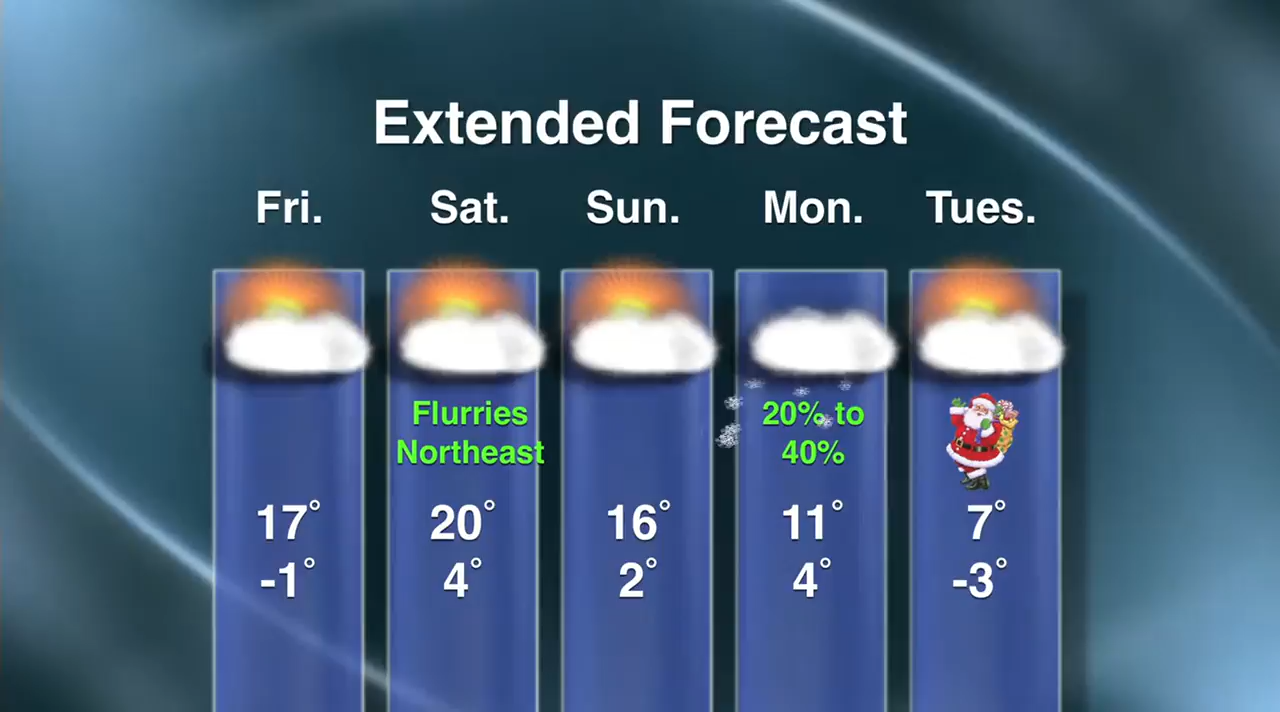 Extended Forecast
Fri. Sat. Sun. Mon. Tues.
Flurries
Northeast
20% to
40%
17° 20° 16° 11° 7°
-1° 4° 2° 4° -3°